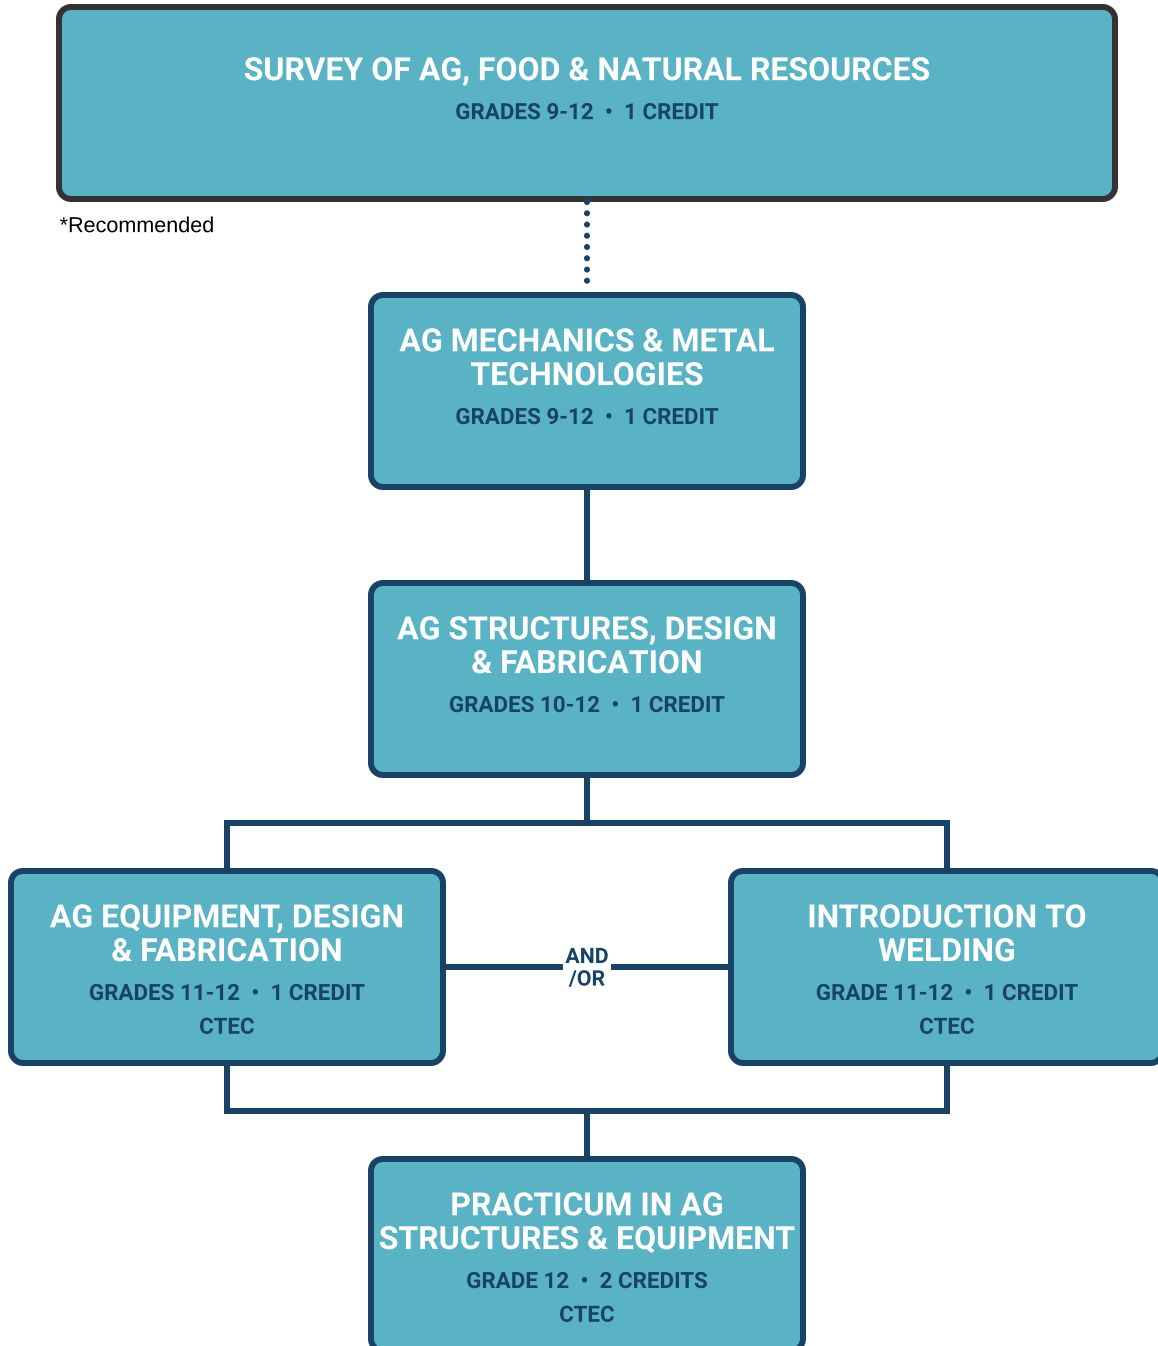 SURVEY OF AG, FOOD & NATURAL RESOURCES
GRADES 9-12 • 1 CREDIT
*Recommended
AG MECHANICS & METAL
TECHNOLOGIES
GRADES 9-12 • 1 CREDIT
AG STRUCTURES, DESIGN
& FABRICATION
GRADES 10-12 • 1 CREDIT
AG EQUIPMENT, DESIGN
& FABRICATION
GRADES 11-12 • 1 CREDIT
CTEC
AND
/OR
INTRODUCTION TO
WELDING
GRADE 11-12 • 1 CREDIT
CTEC
PRACTICUM IN AG
STRUCTURES & EQUIPMENT
GRADE 12 • 2 CREDITS
CTEC